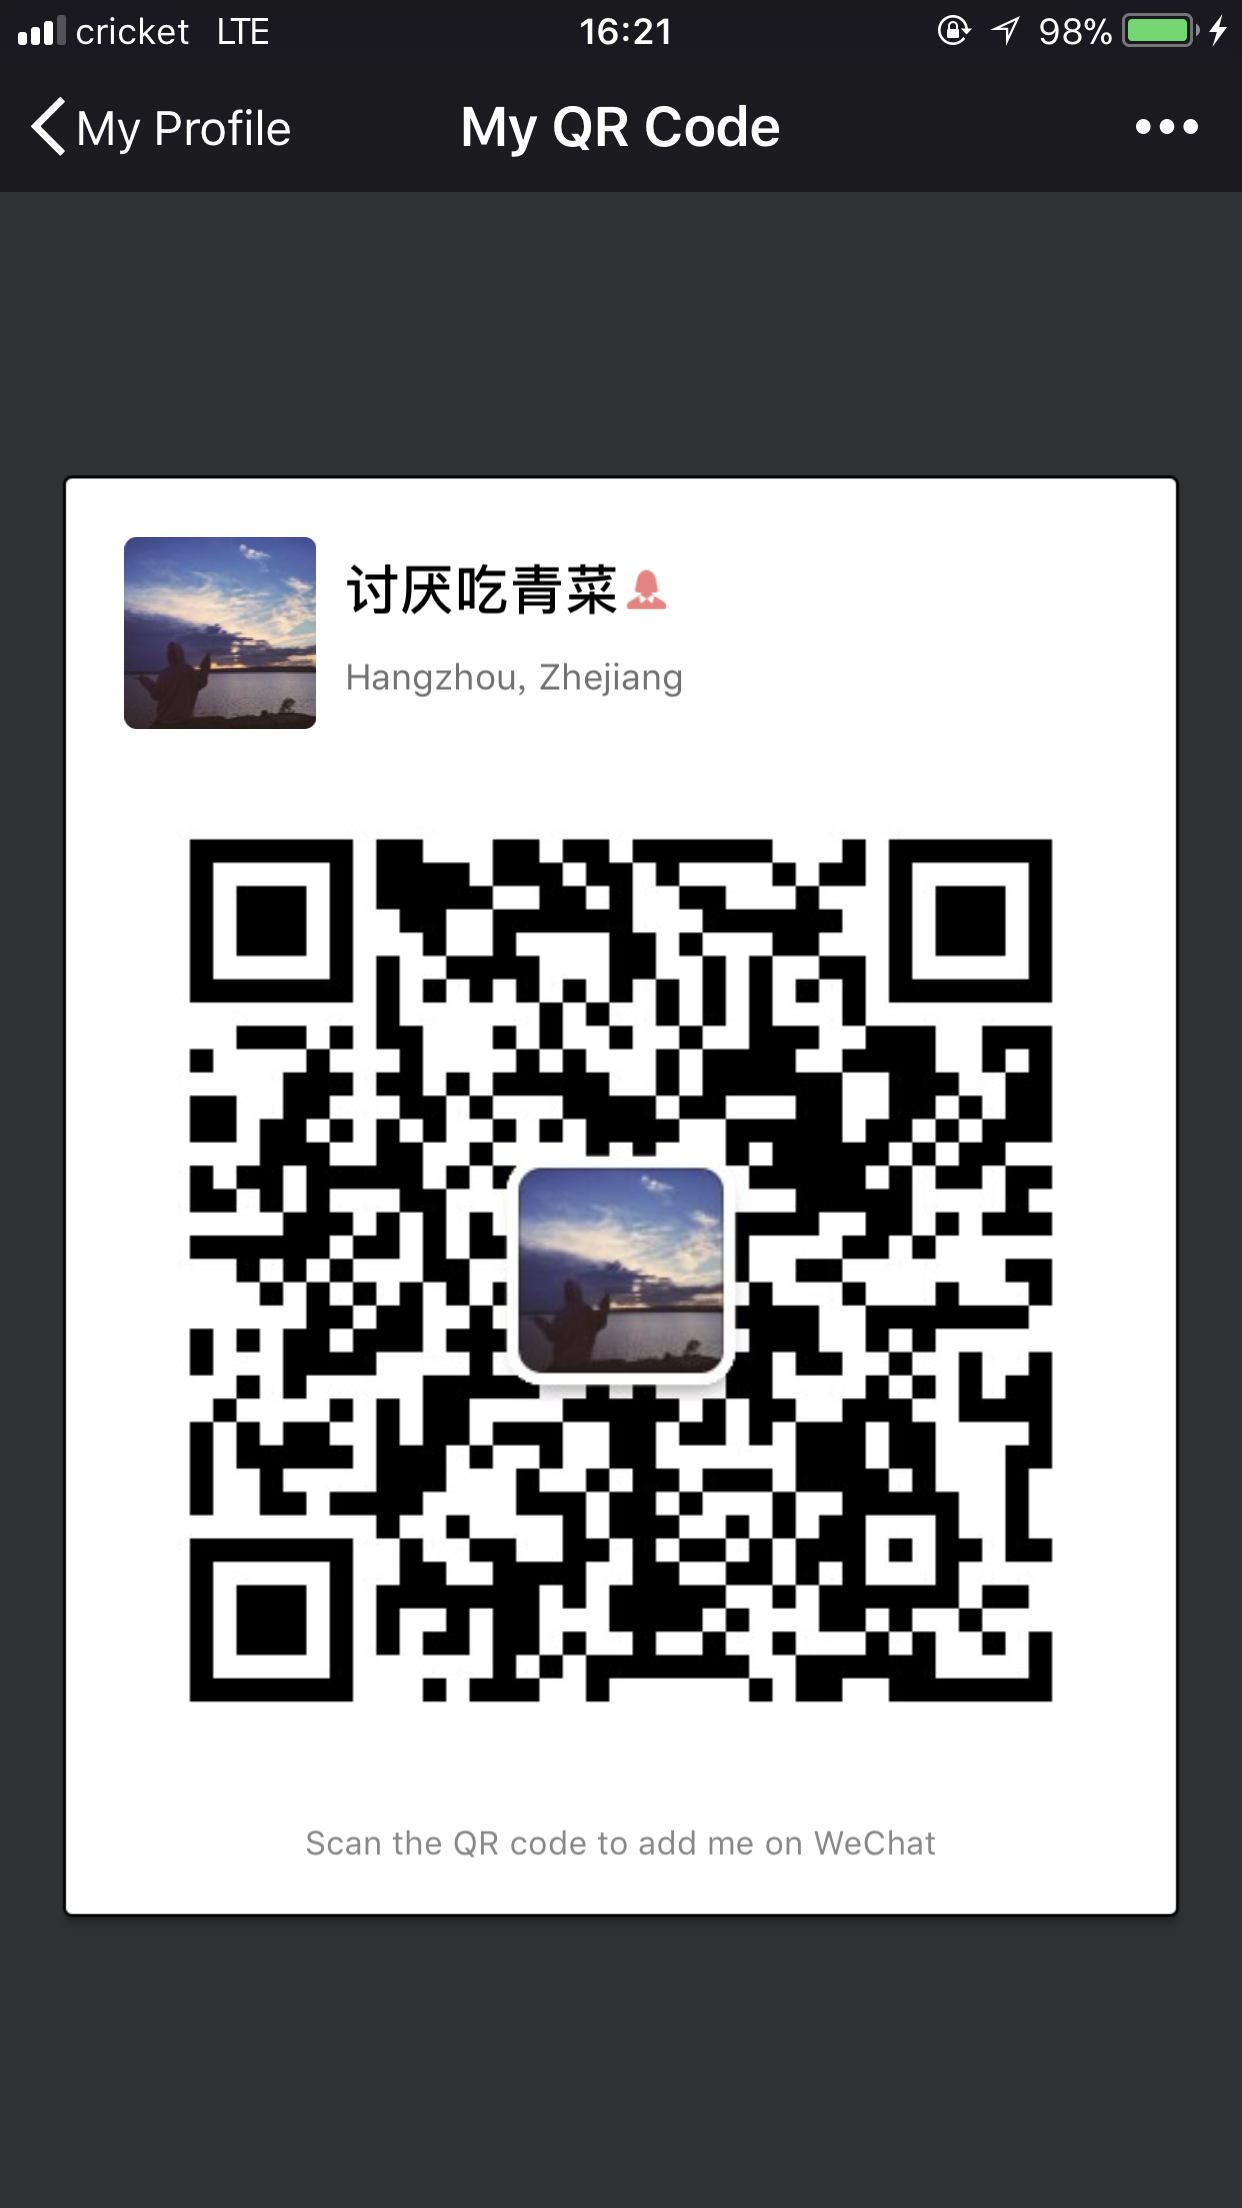 cricket LTE 16:21 98%
My Profile My QR Code
讨厌吃青菜
Hangzhou, Zhejiang
Scan the QR code to add me on WeChat